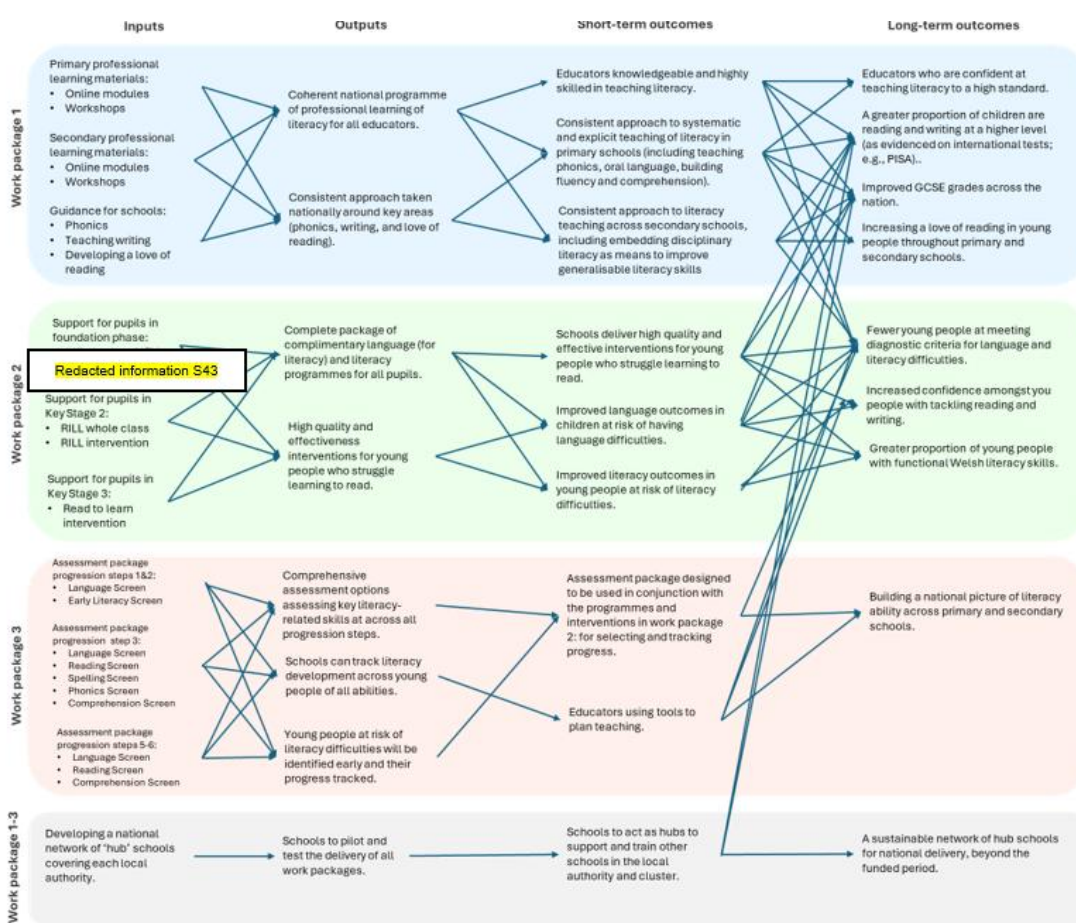 Inputs
Outputs
Short-term outcomes
Long-term outcomes
Work package 1
Primary professional
learning materials:
• Online modules
• Workshops
Secondary professional
learning materials:
• Online modules
• Workshops
Guidance for schools:
• Phonics
• Teaching writing
• Developing a love of
reading
Coherent national programme
of professional learning of
literacy for all educators.
Consistent approach taken
nationally around key areas
(phonics, writing, and love of
reading).
Educators knowledgeable and highly
skilled in teaching literacy.
Consistent approach to systematic
and explicit teaching of literacy in
primary schools (including teaching
phonics, oral language, building
fluency and comprehension).
Consistent approach to literacy
teaching across secondary schools,
including embedding disciplinary
literacy as means to improve
generalisable literacy skills
Educators who are confident at
teaching literacy to a high standard.
A greater proportion of children are
reading and writing at a higher level
(as evidenced on international tests;
e.g., PISA)..
Improved GCSE grades across the
nation.
Increasing a love of reading in young
people throughout primary and
secondary schools.
Work package 2
Support for pupils in
foundation phase:
Redacted information S43
Support for pupils in
Key Stage 2:
• RILL whole class
• RILL intervention
Support for pupils in
Key Stage 3:
• Read to learn
intervention
Complete package of
complimentary language (for
literacy) and literacy
programmes for all pupils.
High quality and
effectiveness
interventions for young
people who struggle
learning to read.
Schools deliver high quality and
effective interventions for young
people who struggle learning to
read.
Improved language outcomes in
children at risk of having
language difficulties.
Improved literacy outcomes in
young people at risk of literacy
difficulties.
Fewer young people at meeting
diagnostic criteria for language and
literacy difficulties.
Increased confidence amongst you
people with tackling reading and
writing.
Greater proportion of young people
with functional Welsh literacy skills.
Work package 3
Assessment package
progression steps 1&2:
• Language Screen
• Early Literacy Screen
Assessment package
progression step 3:
• Language Screen
• Reading Screen
• Spelling Screen
• Phonics Screen
• Comprehension Screen
Assessment package
progression steps 5-6:
• Language Screen
• Reading Screen
• Comprehension Screen
Comprehensive
assessment options
assessing key literacy-
related skills at across all
progression steps.
Schools can track literacy
development across young
people of all abilities.
Young people at risk of
literacy difficulties will be
identified early and their
progress tracked.
Assessment package designed
to be used in conjunction with
the programmes and
interventions in work package
2: for selecting and tracking
progress.
Educators using tools to
plan teaching.
Building a national picture of literacy
ability across primary and secondary
schools.
Work package 1-3
Developing a national
network of "hub" schools
covering each local
authority.
Schools to pilot and
test the delivery of all
work packages.
Schools to act as hubs to
support and train other
schools in the local
authority and cluster.
A sustainable network of hub schools
for national delivery, beyond the
funded period.